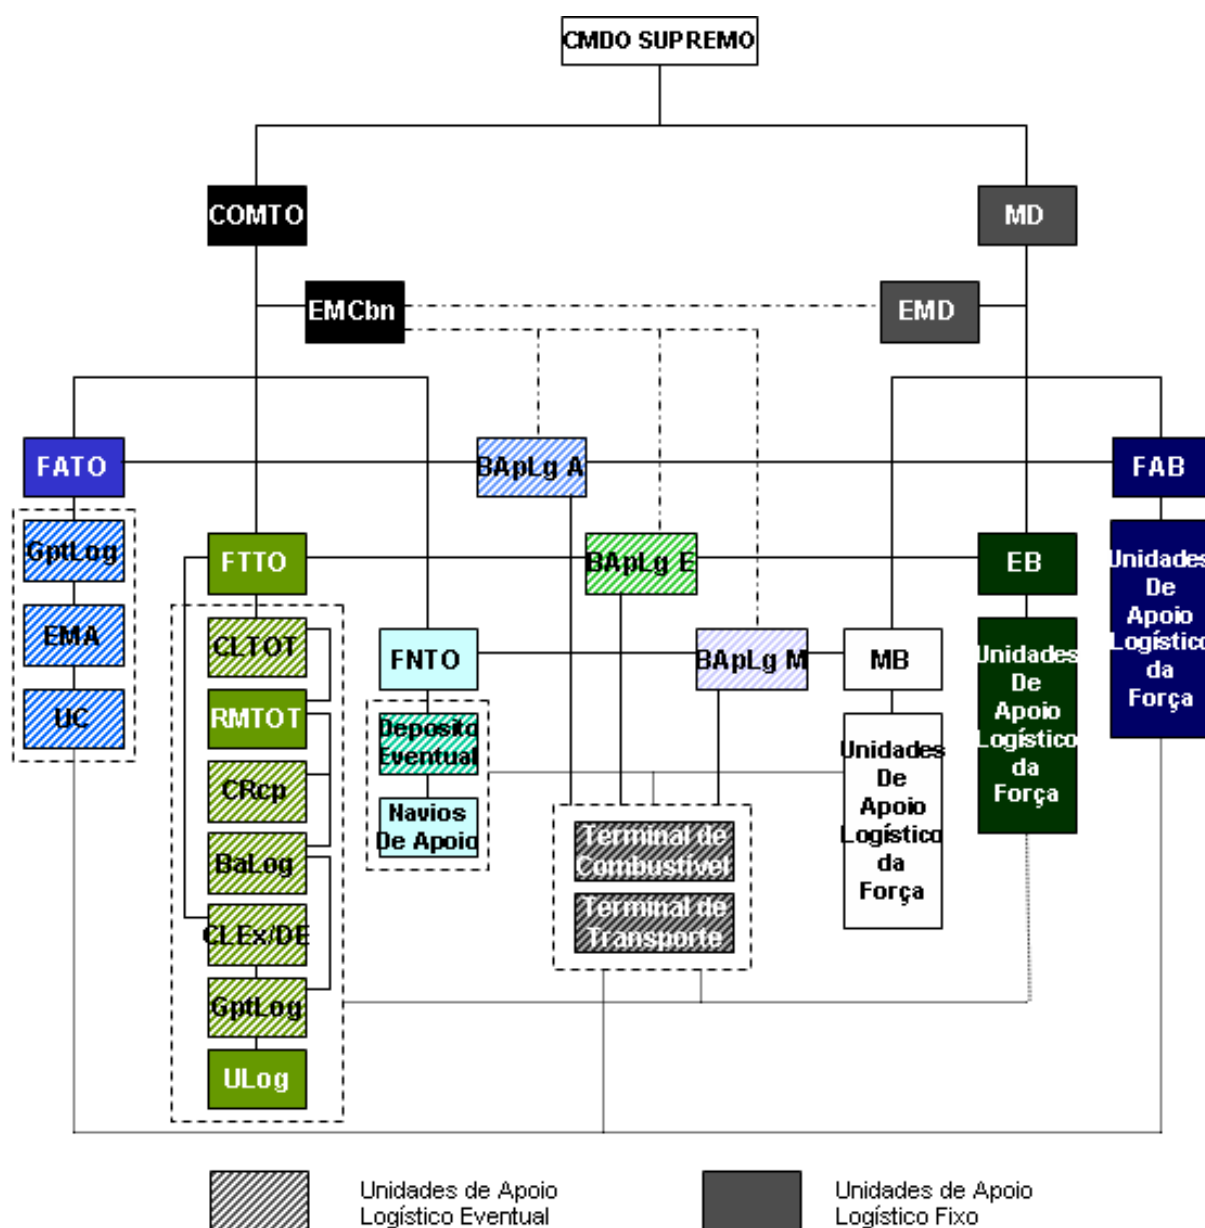 CMDO SUPREMO
COMTO
MD
EMCbn
EMD
FATO
BApLg A
FAB
GptLog
EMA
UC
FTTO
BApLg E
EB
Unidades
De
Apoio
Logístico
da
Força
CLTOT
RMTOT
CRcp
BaLog
CLEx/DE
GptLog
ULog
FNTO
BApLg M
MB
Unidades
De
Apoio
Logístico
da
Força
Deposito
Eventual
Navios
De Apoio
Terminal de
Combustivel
Terminal de
Transporte
Unidades
De
Apoio
Logístico
da
Força
Unidades de Apoio
Logístico Eventual
Unidades de Apoio
Logístico Fixo